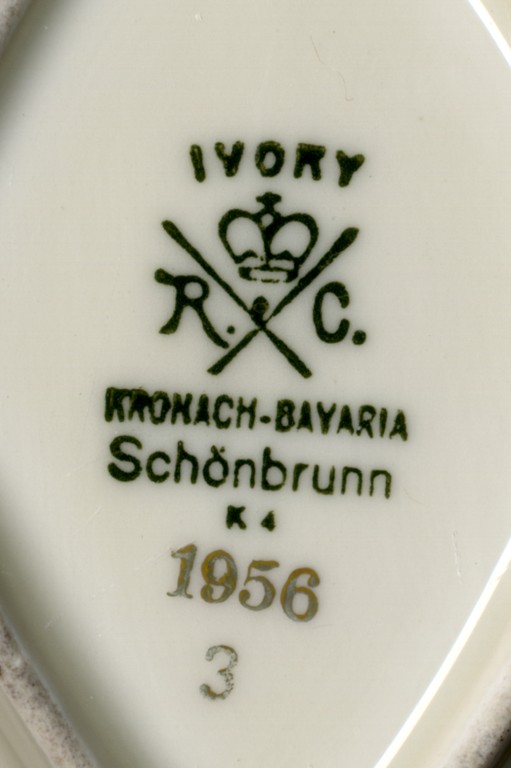 IVORY
R. C.
KRONACH-BAVARIA
Schönbrunn
K 4
1956
3